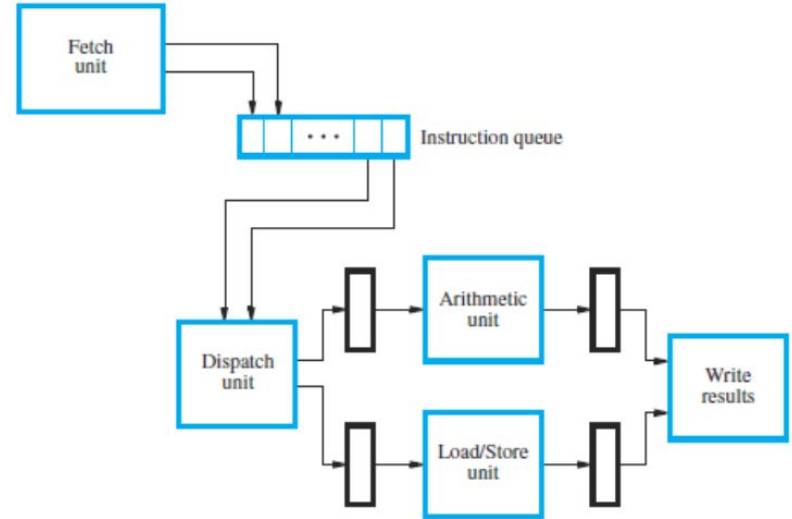 Fetch
unit
• • •
Instruction queue
Arithmetic
unit
Dispatch
unit
Write
results
Load/Store
unit